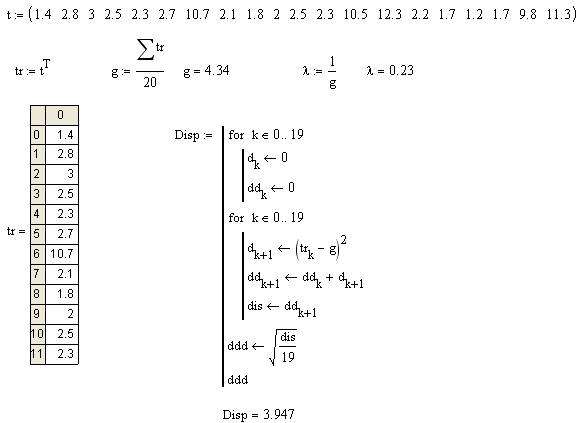 t := (1.4 2.8 3 2.5 2.3 2.7 10.7 2.1 1.8 2 2.5 2.3 10.5 12.3 2.2 1.7 1.2 1.7 9.8 11.3)
tr := t^T
g := ∑tr / 20
g = 4.34
λ := 1 / g
λ = 0.23
tr =
0
0 1.4
1 2.8
2 3
3 2.5
4 2.3
5 2.7
6 10.7
7 2.1
8 1.8
9 2
10 2.5
11 2.3
Disp := for k ∈ 0.. 19
d_k ← 0
dd_k ← 0
for k ∈ 0.. 19
d_{k+1} ← (tr_k − g)^2
dd_{k+1} ← dd_k + d_{k+1}
dis ← dd_{k+1}
ddd ← √(dis / 19)
ddd
Disp = 3.947